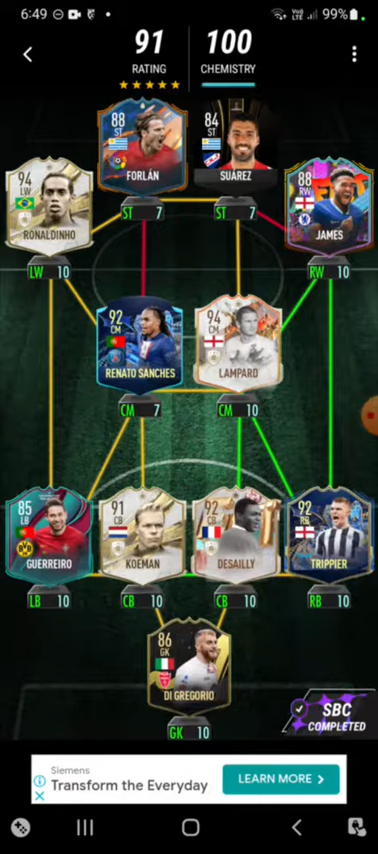 6:49
Vo)
LTE
99%
91
RATING
100
CHEMISTRY
88
ST
FORLÁN
84
ST
SUÁREZ
94
LW
RONALDINHO
88
RW
JAMES
ST 7
ST 7
LW 10
RW 10
92
CM
RENATO SANCHES
94
CM
LAMPARD
CM 7
CM 10
85
LB
GUERREIRO
91
CB
KOEMAN
92
CB
DESAILLY
92
RB
TRIPPIER
LB 10
CB 10
CB 10
RB 10
86
GK
DI GREGORIO
GK 10
SBC
COMPLETED
Siemens
Transform the Everyday
LEARN MORE